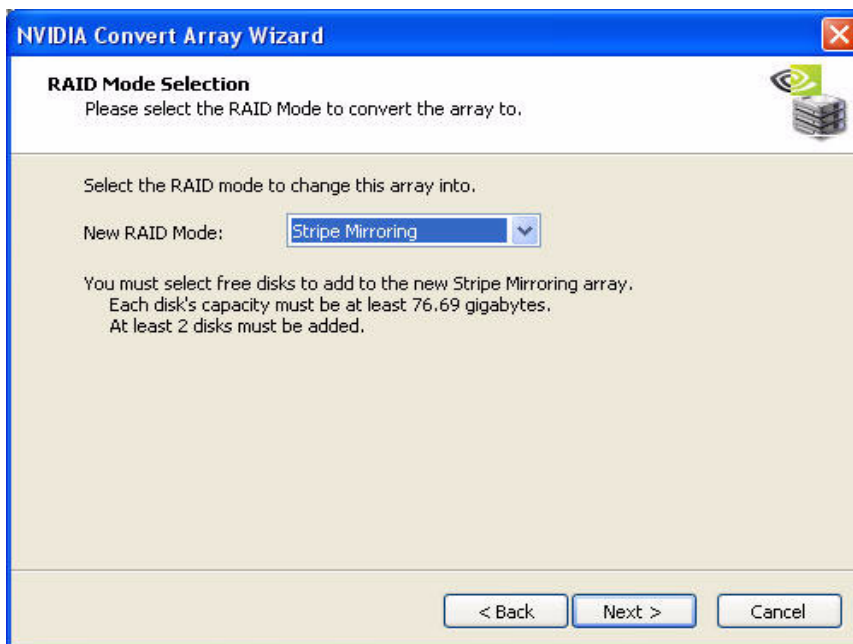 NVIDIA Convert Array Wizard
RAID Mode Selection
Please select the RAID Mode to convert the array to.
Select the RAID mode to change this array into.
New RAID Mode: Stripe Mirroring
You must select free disks to add to the new Stripe Mirroring array.
Each disk's capacity must be at least 76.69 gigabytes.
At least 2 disks must be added.
< Back Next > Cancel